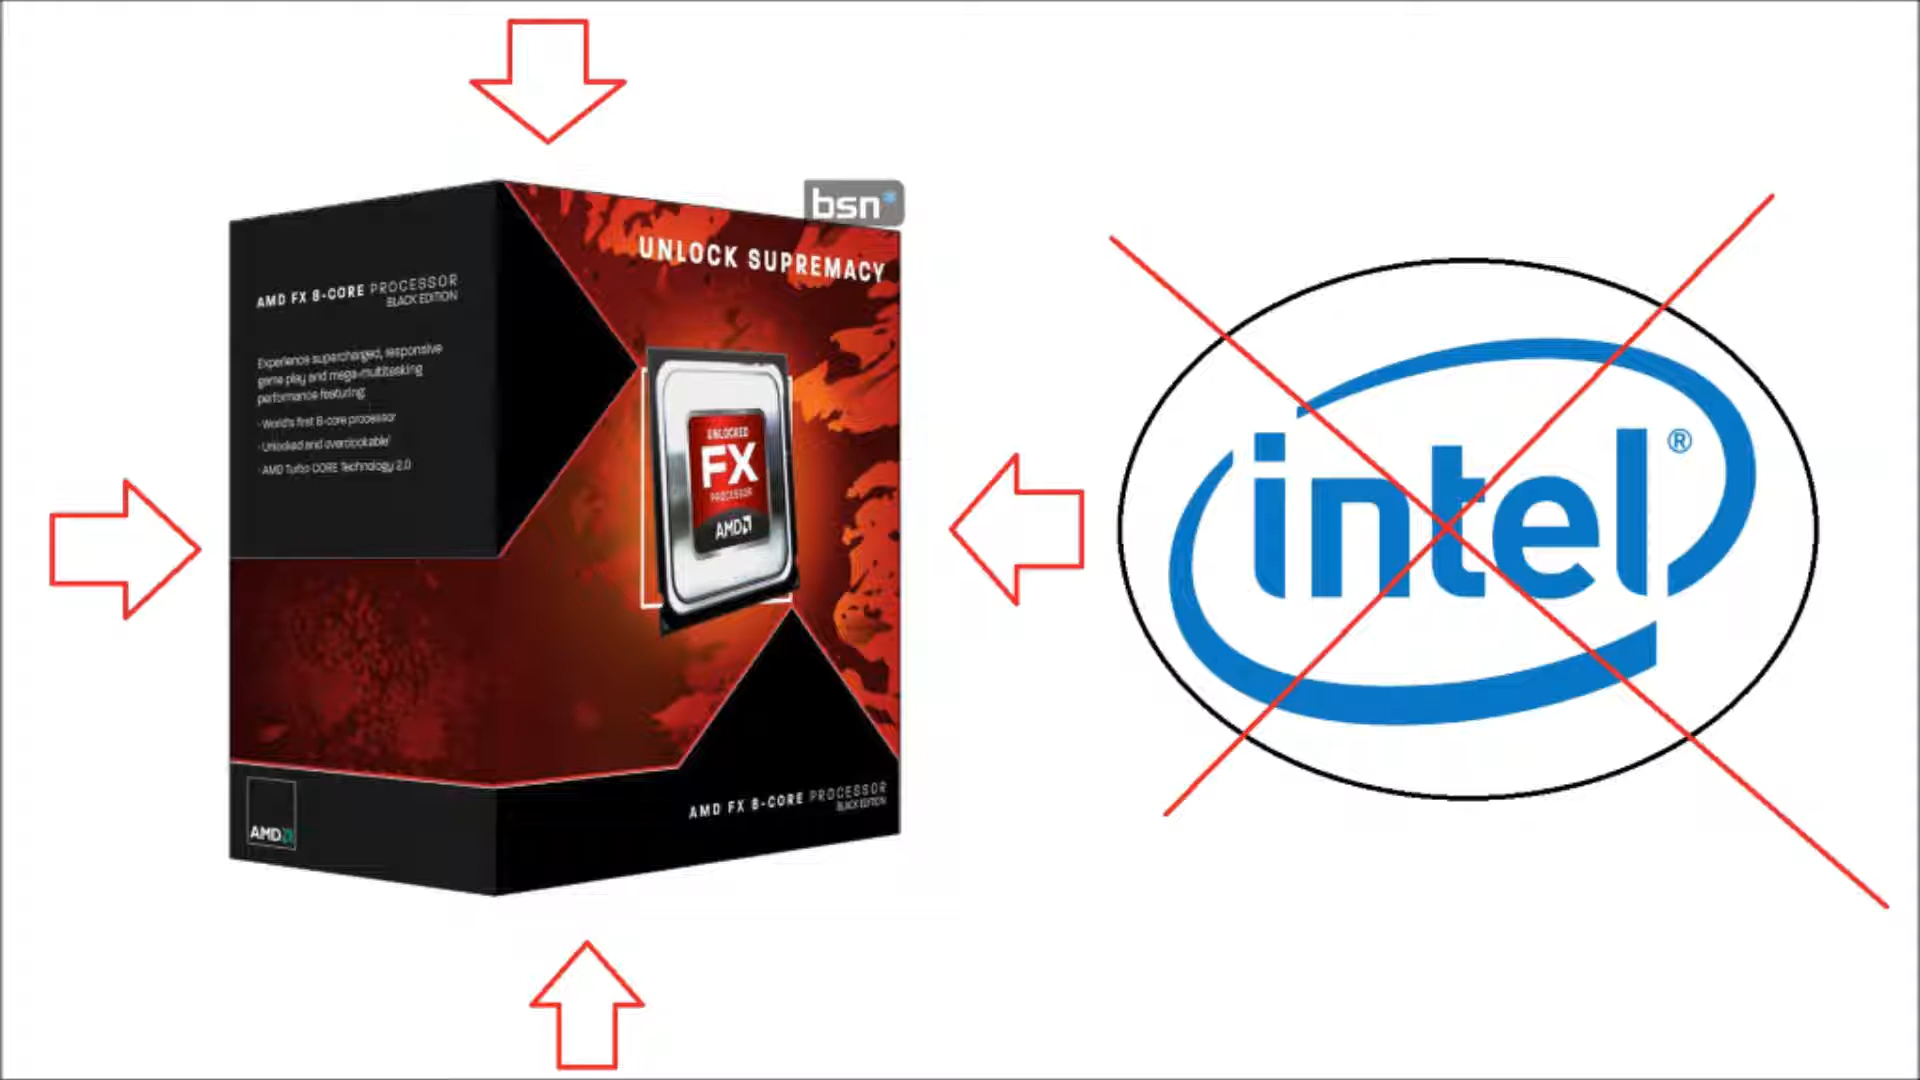 bsn*
UNLOCK SUPREMACY
AMD FX 8-CORE PROCESSOR
BLACK EDITION
Experience supercharged, responsive
game play and mega-multitasking
performance featuring:
· World's first 8-core processor
· Unlocked and overclockable
· AMD Turbo CORE Technology 2.0
UNLOCKED
FX
PROCESSOR
AMD
intel®
AMD FX 8-CORE PROCESSOR
BLACK EDITION
AMD